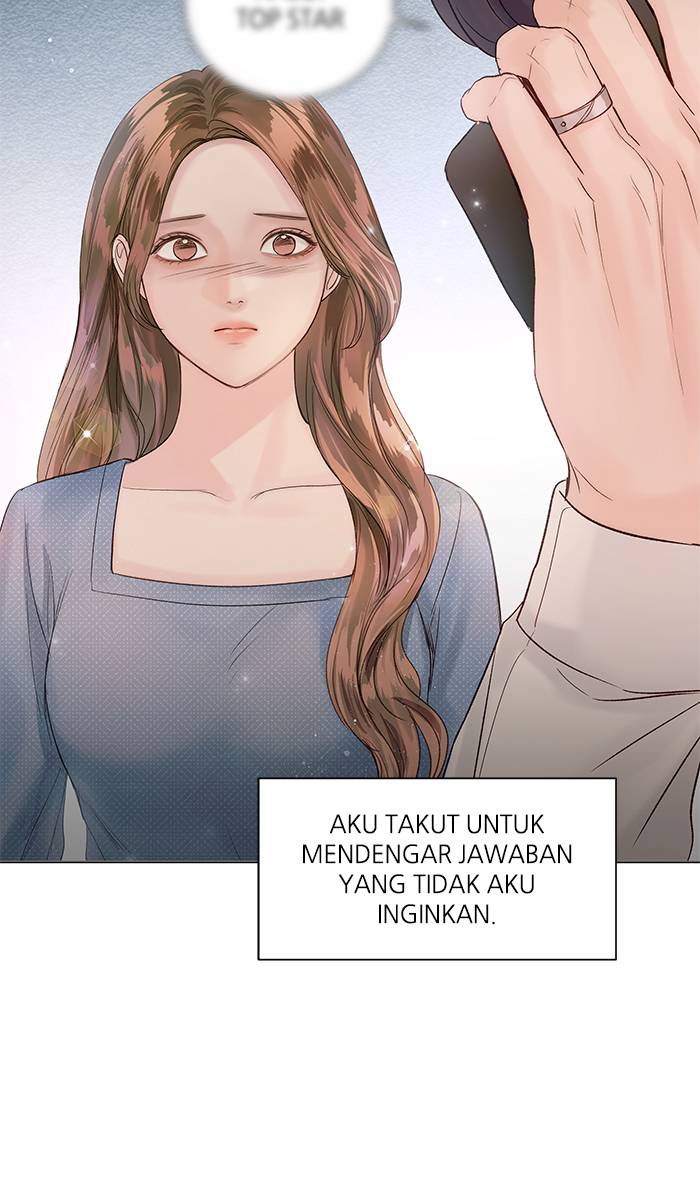 TOP STAR
AKU TAKUT UNTUK
MENDENGAR JAWABAN
YANG TIDAK AKU
INGINKAN.